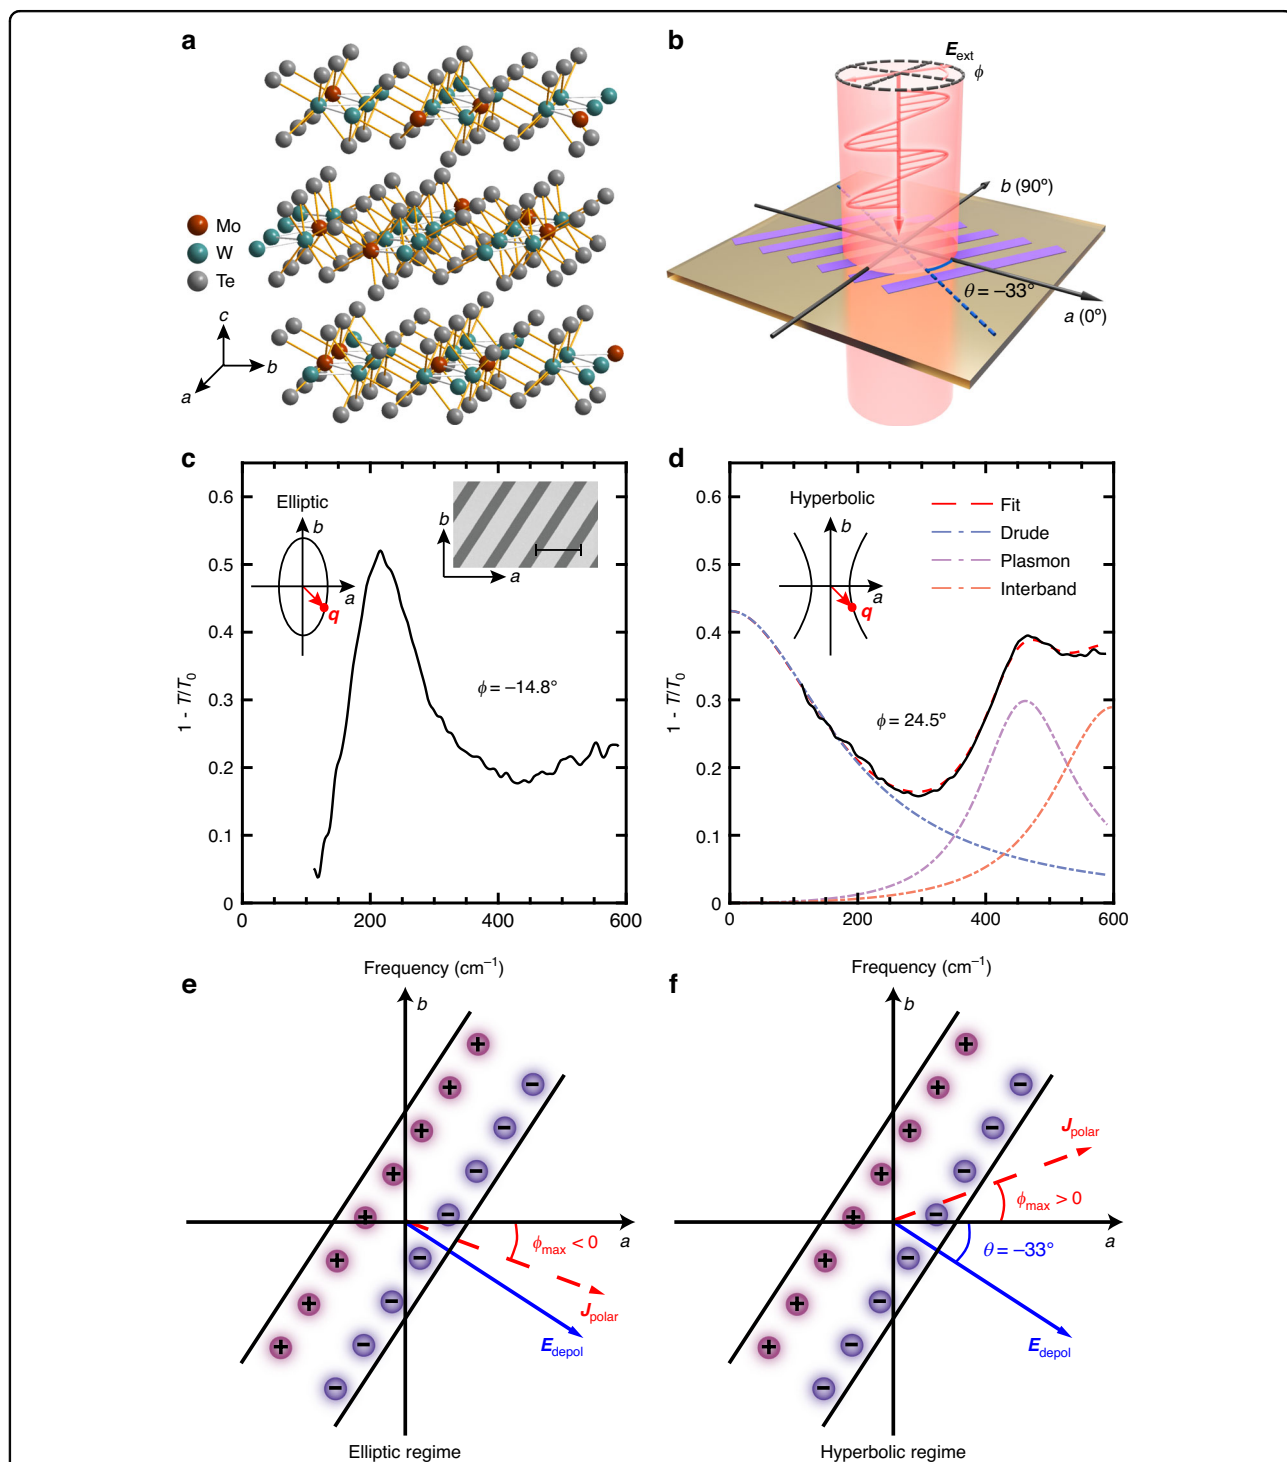 a
Mo
W
Te
c
b
a
b
E_ext
ϕ
b (90°)
θ = −33°
a (0°)
c
0.6
0.5
0.4
0.3
0.2
0.1
0
0
200
400
600
1 - T/T₀
Frequency (cm⁻¹)
Elliptic
b
a
q
b
a
ϕ = −14.8°
d
0.6
0.5
0.4
0.3
0.2
0.1
0
0
200
400
600
1 - T/T₀
Frequency (cm⁻¹)
Hyperbolic
b
a
q
Fit
Drude
Plasmon
Interband
ϕ = 24.5°
e
b
a
ϕ_max < 0
J_polar
E_depol
Elliptic regime
f
b
J_polar
ϕ_max > 0
a
θ = −33°
E_depol
Hyperbolic regime